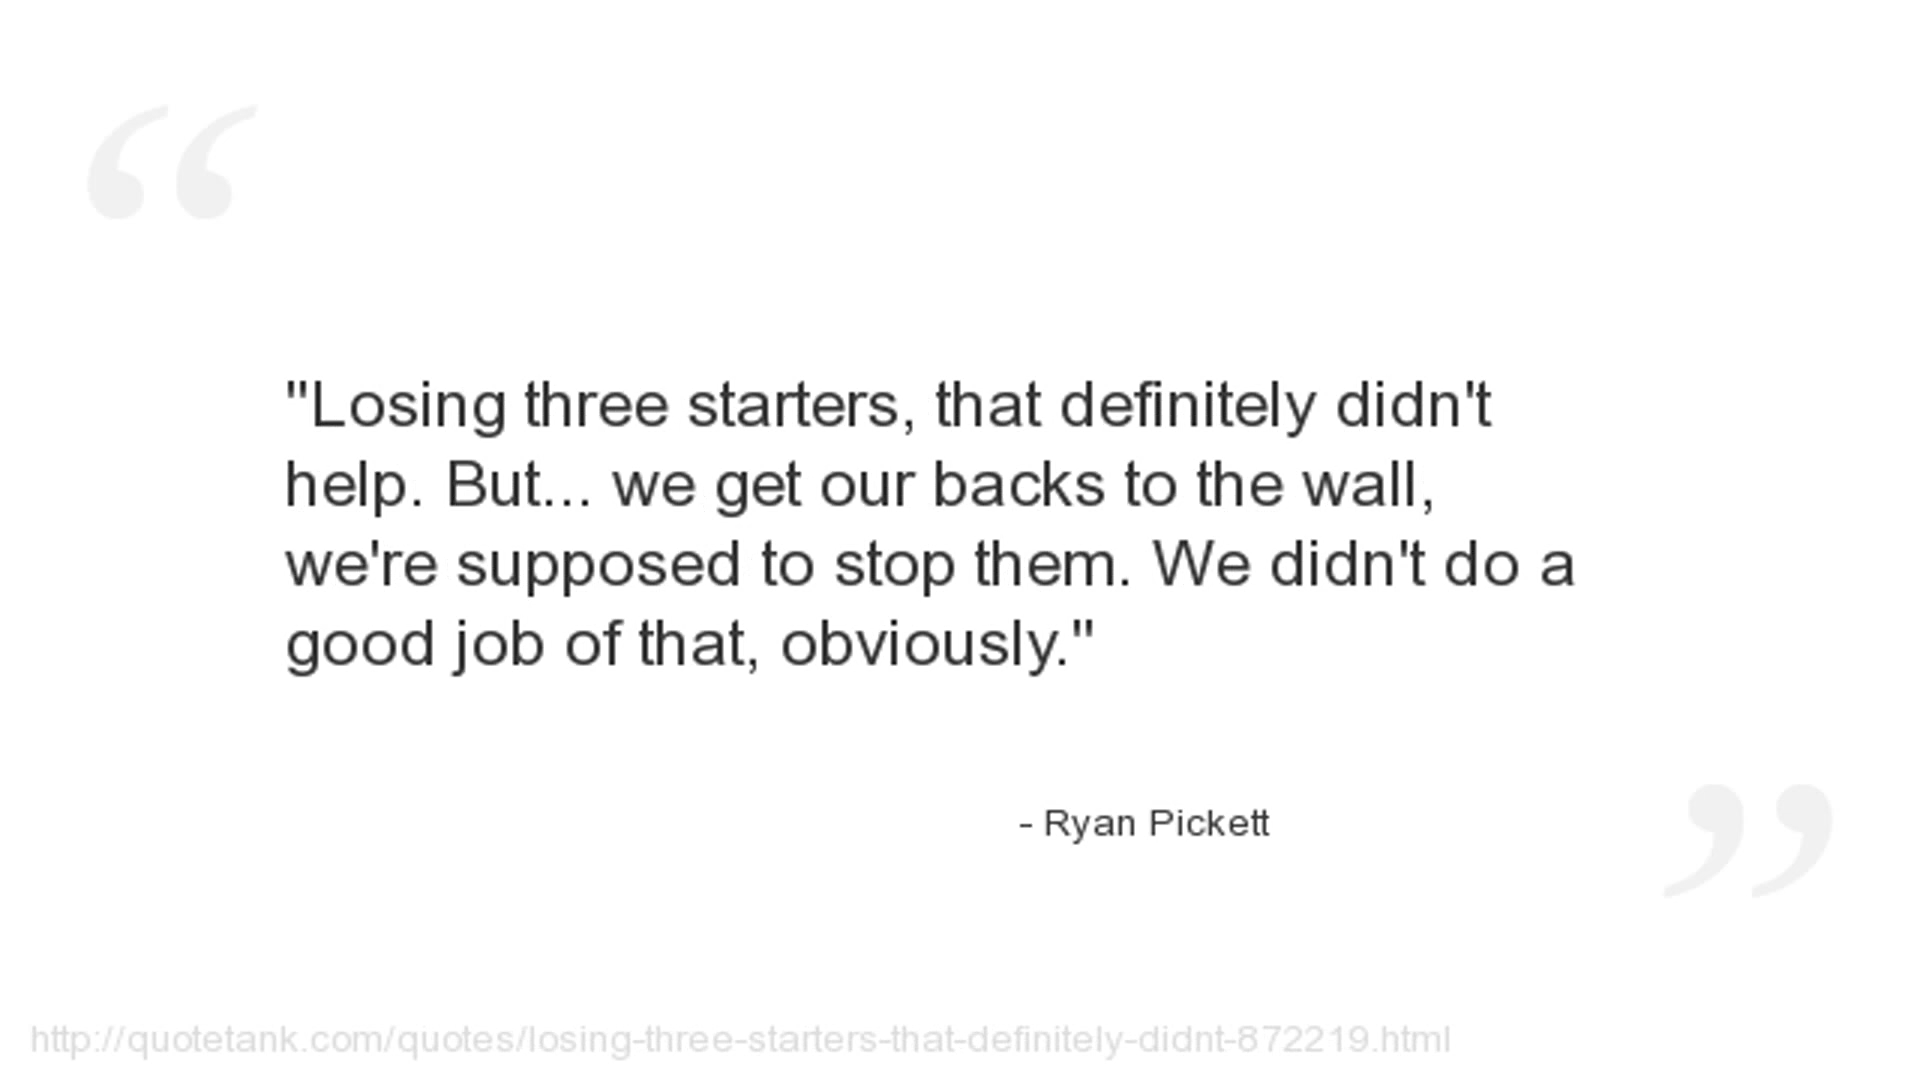 "Losing three starters, that definitely didn't
help. But... we get our backs to the wall,
we're supposed to stop them. We didn't do a
good job of that, obviously."
- Ryan Pickett
http://quotetank.com/quotes/losing-three-starters-that-definitely-didnt-872219.html